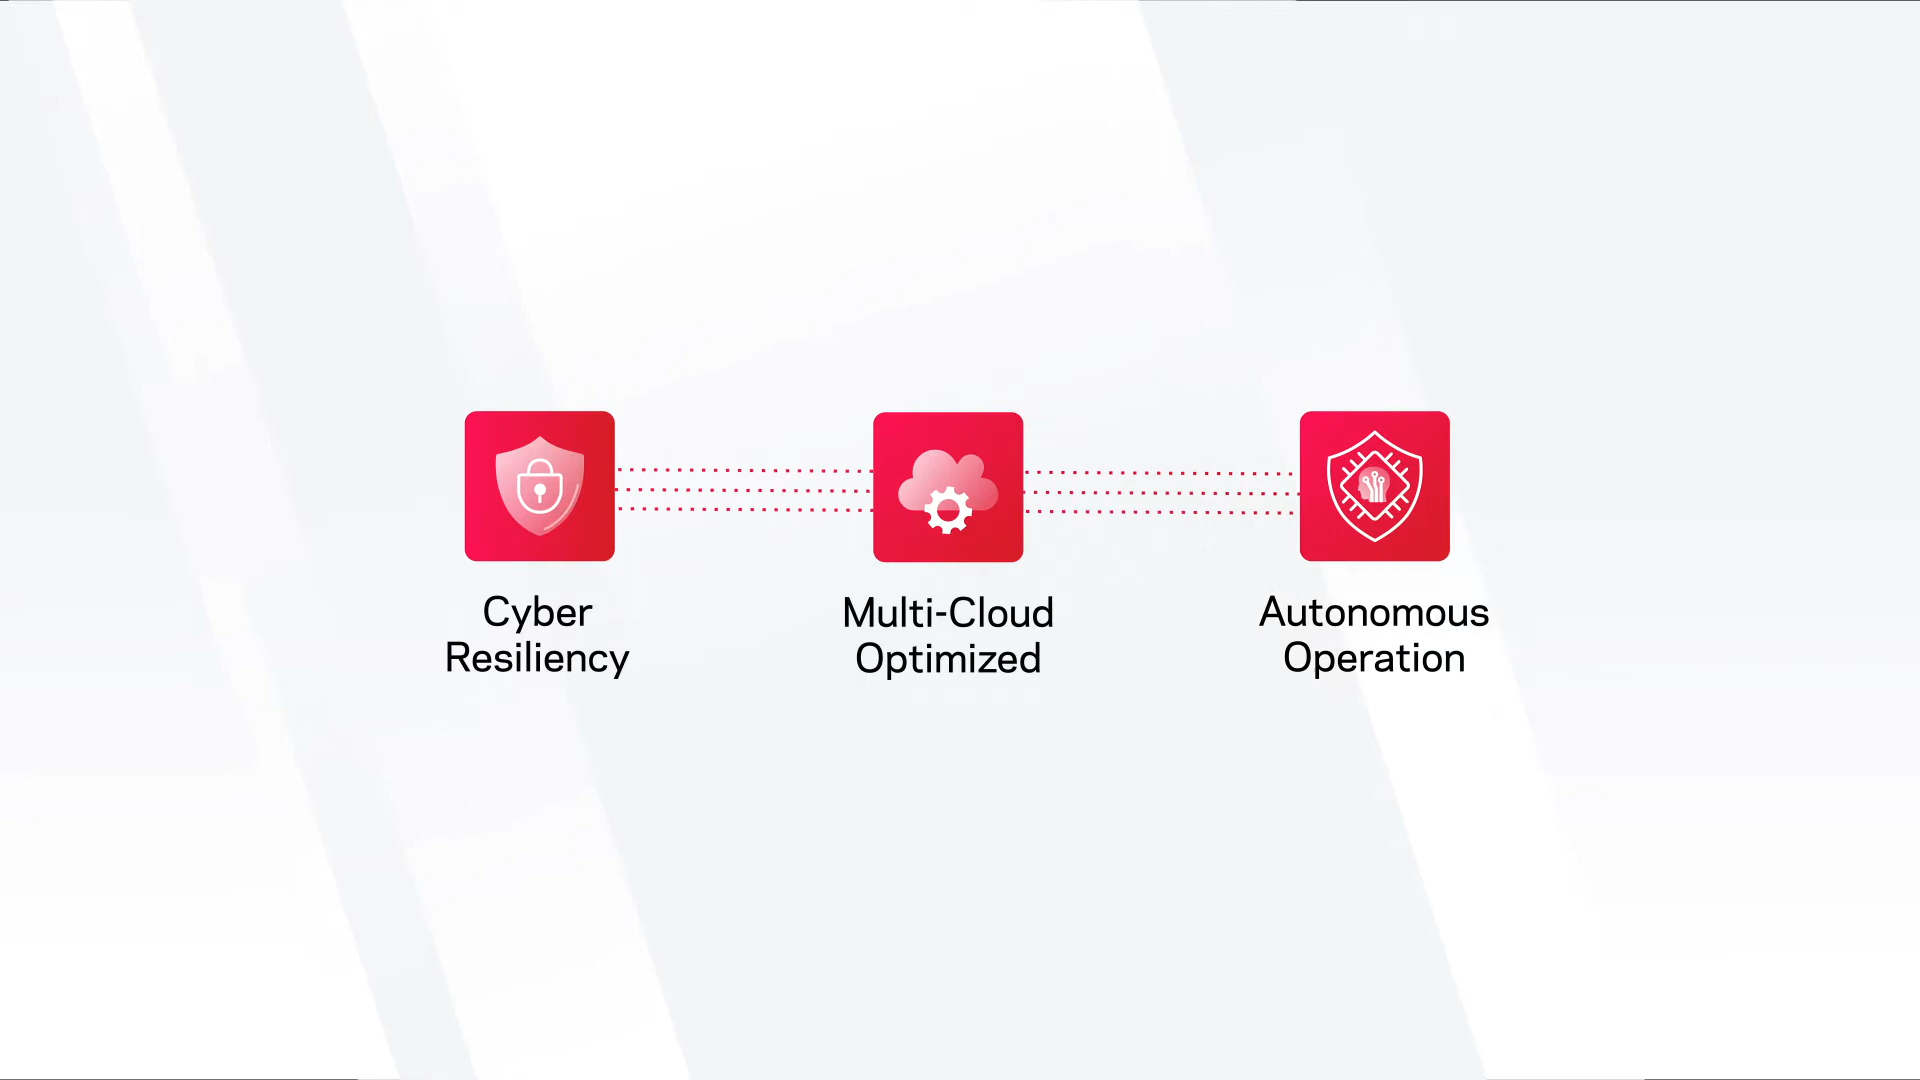 Cyber
Resiliency
Multi-Cloud
Optimized
Autonomous
Operation